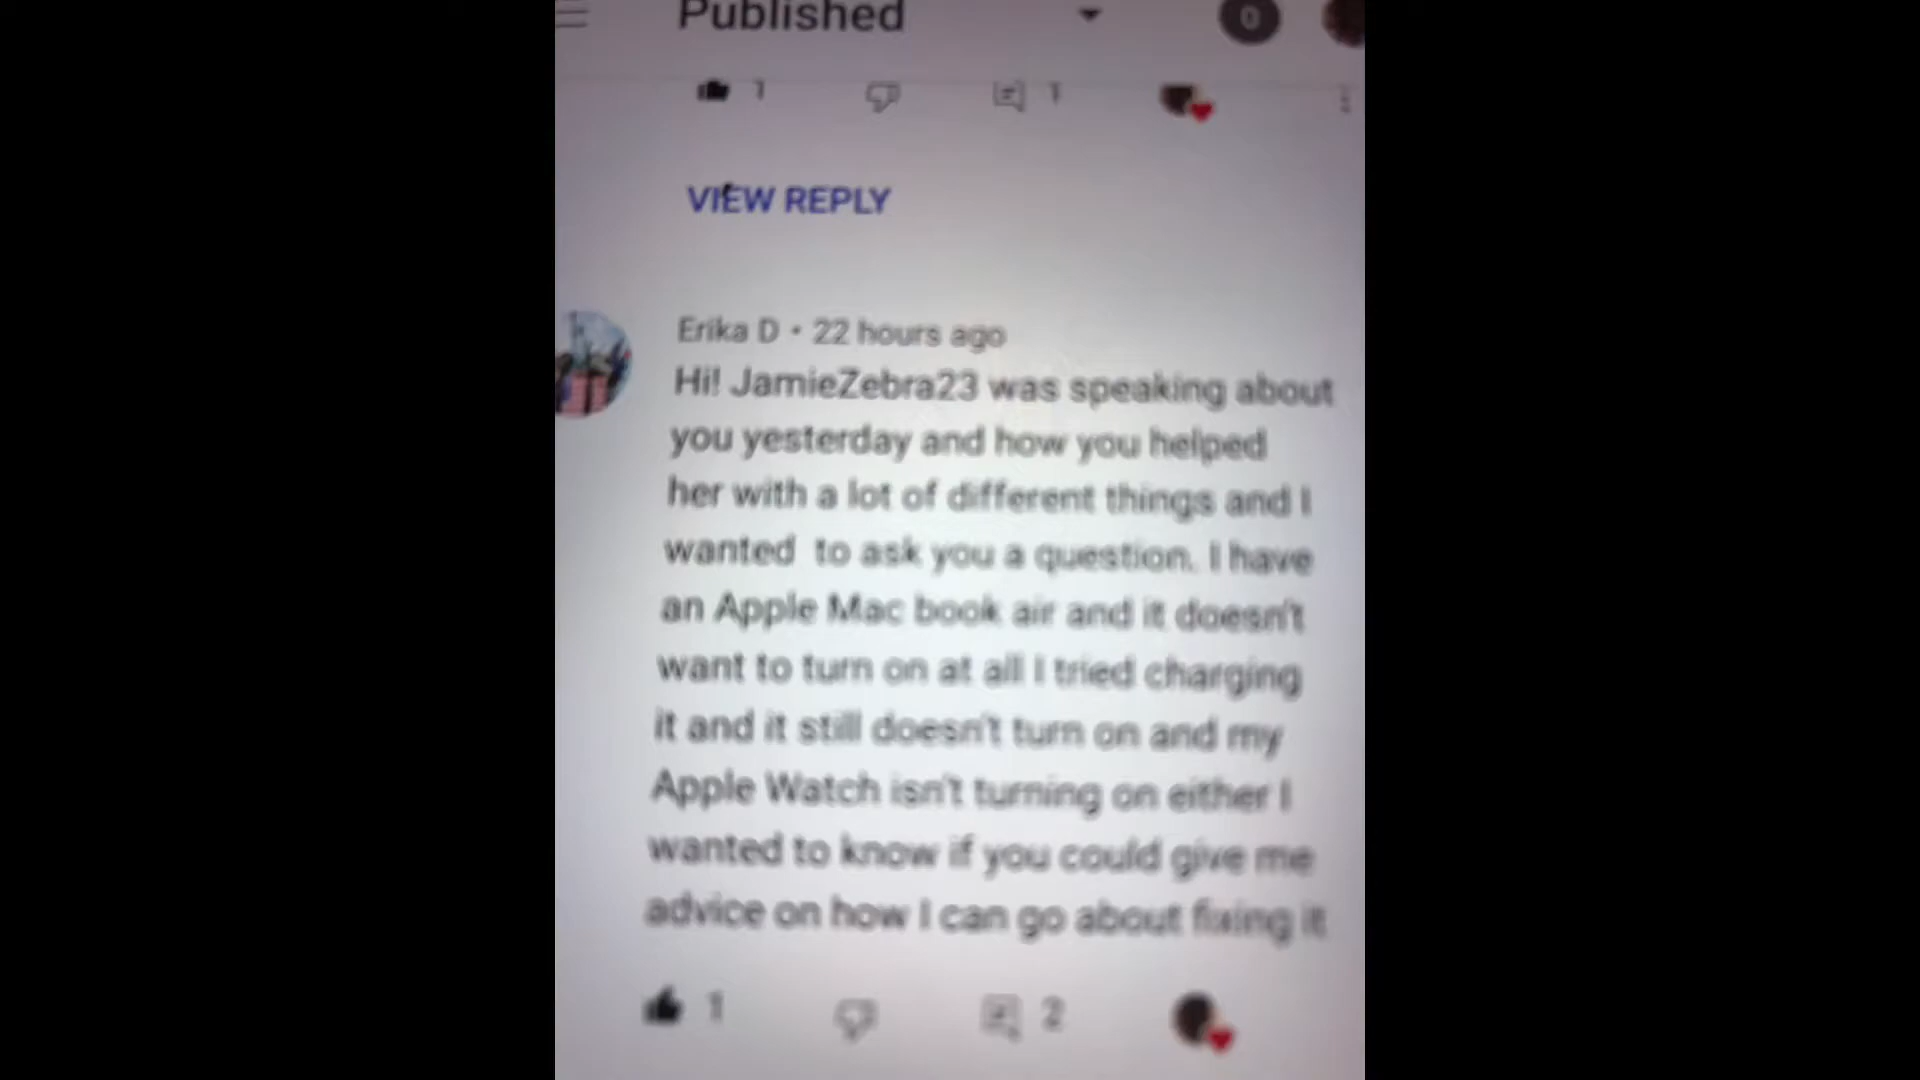 Published
0
1
1
VIEW REPLY
Erika D • 22 hours ago
Hi! JamieZebra23 was speaking about
you yesterday and how you helped
her with a lot of different things and I
wanted  to ask you a question. I have
an Apple Mac book air and it doesn't
want to turn on at all I tried charging
it and it still doesn't turn on and my
Apple Watch isn't turning on either I
wanted to know if you could give me
advice on how I can go about fixing it
1
2